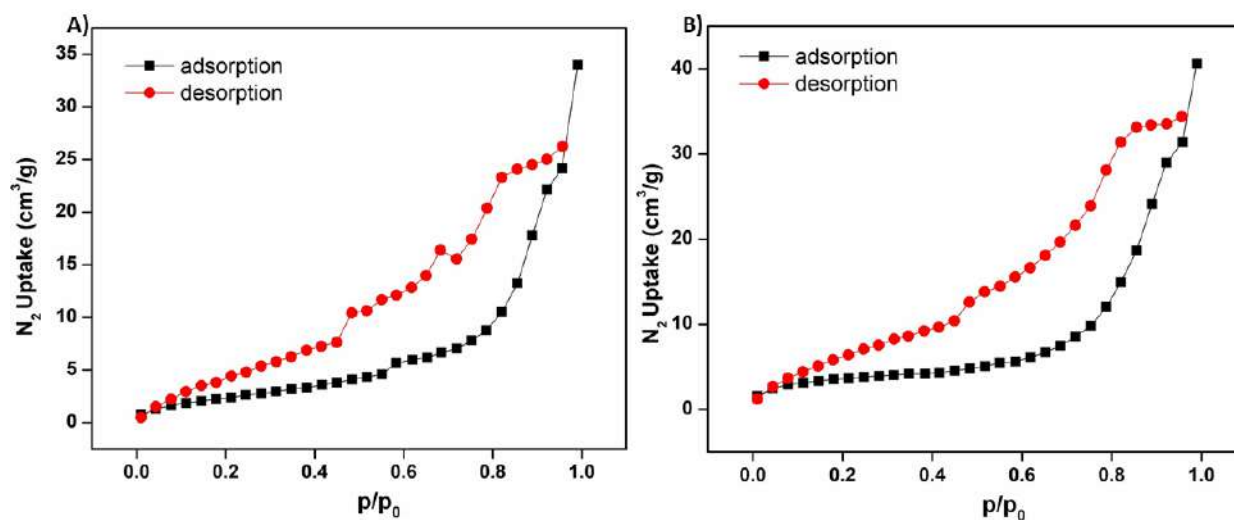 A)
35
30
25
20
15
10
5
0
N₂ Uptake (cm³/g)
adsorption
desorption
0.0 0.2 0.4 0.6 0.8 1.0
p/p₀
B)
40
30
20
10
0
N₂ Uptake (cm³/g)
adsorption
desorption
0.0 0.2 0.4 0.6 0.8 1.0
p/p₀